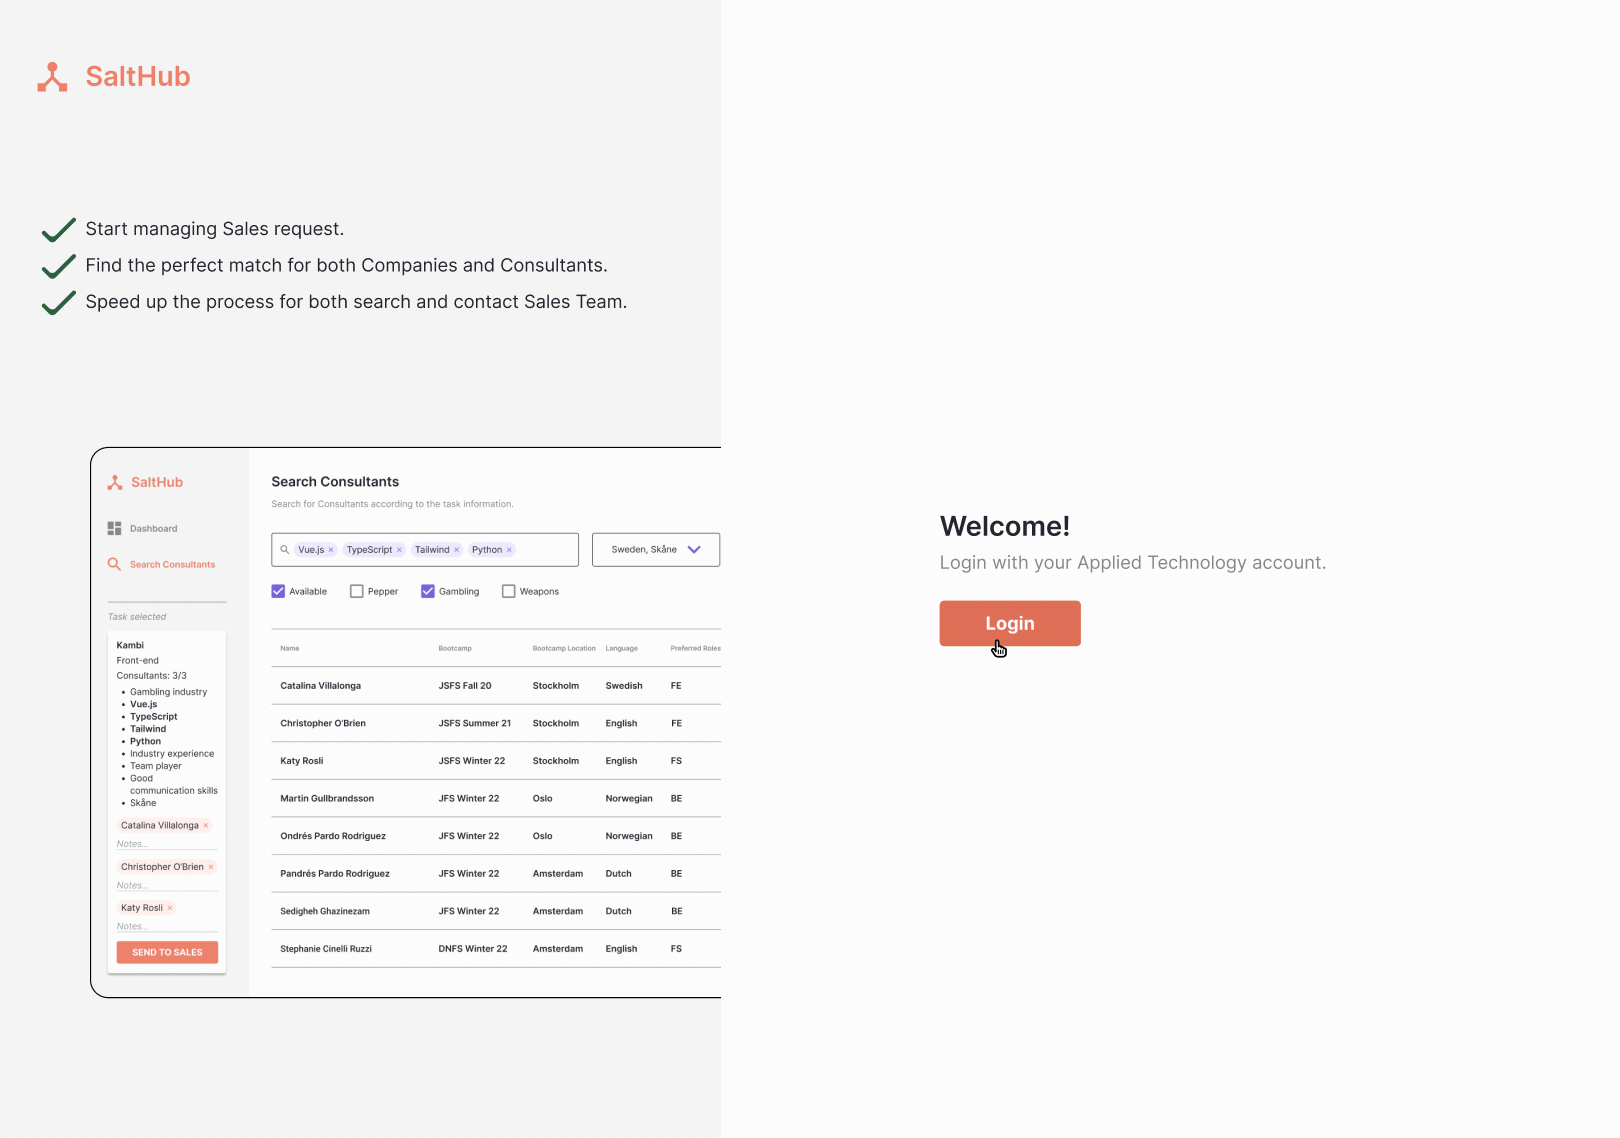 SaltHub
Start managing Sales request.
Find the perfect match for both Companies and Consultants.
Speed up the process for both search and contact Sales Team.
SaltHub
Dashboard
Search Consultants
Task selected
Kambi
Front-end
Consultants: 3/3
Gambling industry
Vue.js
TypeScript
Tailwind
Python
Industry experience
Team player
Good
communication skills
Skåne
Catalina Villalonga ×
Notes...
Christopher O'Brien ×
Notes...
Katy Rosli ×
Notes...
SEND TO SALES
Search Consultants
Search for Consultants according to the task information.
Vue.js × TypeScript × Tailwind × Python × Sweden, Skåne
Available Pepper Gambling Weapons
Name Bootcamp Bootcamp Location Language Preferred Roles
Catalina Villalonga JSFS Fall 20 Stockholm Swedish FE
Christopher O'Brien JSFS Summer 21 Stockholm English FE
Katy Rosli JSFS Winter 22 Stockholm English FS
Martin Gullbrandsson JFS Winter 22 Oslo Norwegian BE
Ondrés Pardo Rodriguez JFS Winter 22 Oslo Norwegian BE
Pandrés Pardo Rodriguez JFS Winter 22 Amsterdam Dutch BE
Sedigheh Ghazinezam JFS Winter 22 Amsterdam Dutch BE
Stephanie Cinelli Ruzzi DNFS Winter 22 Amsterdam English FS
Welcome!
Login with your Applied Technology account.
Login